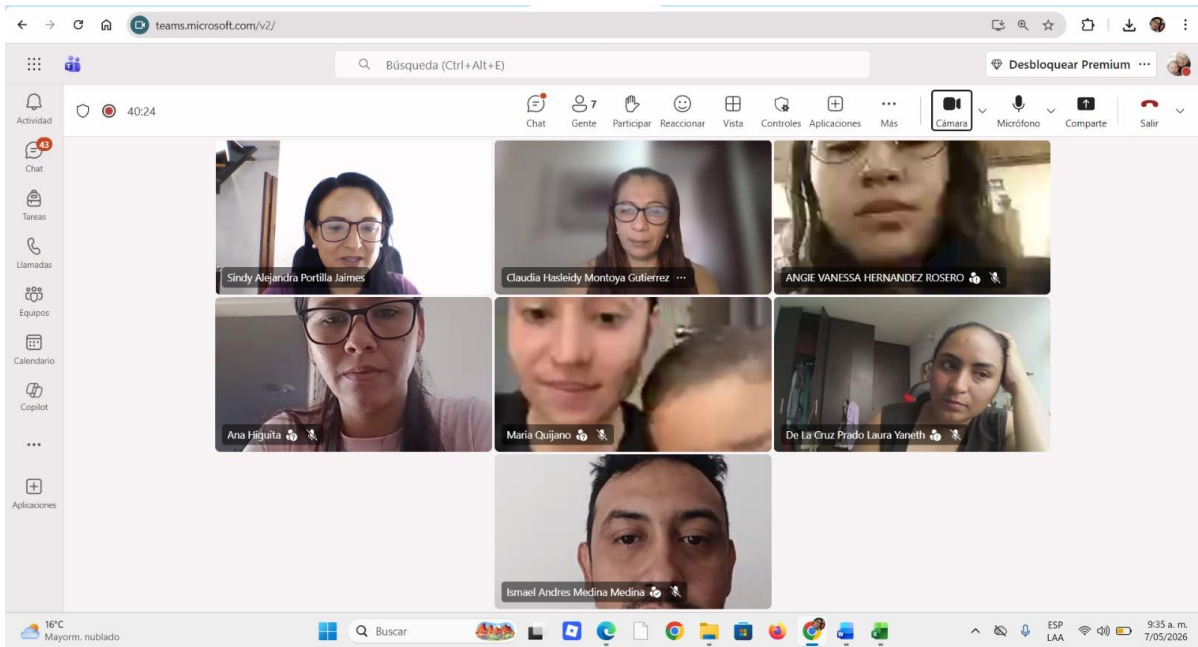 teams.microsoft.com/v2/
Búsqueda (Ctrl+Alt+E)
Desbloquear Premium ...
Actividad
40:24
7
Chat
Gente
Participar
Reaccionar
Vista
Controles
Aplicaciones
Más
Cámara
Micrófono
Comparte
Salir
43
Chat
Tareas
Llamadas
Equipos
Calendario
Copilot
Aplicaciones
Sindy Alejandra Portilla Jaimes
Claudia Hasleidy Montoya Gutierrez ...
ANGIE VANESSA HERNANDEZ ROSERO
Ana Higuita
Maria Quijano
De La Cruz Prado Laura Yaneth
Ismael Andres Medina Medina
16°C
Mayorm. nublado
Buscar
ESP
LAA
9:35 a. m.
7/05/2026